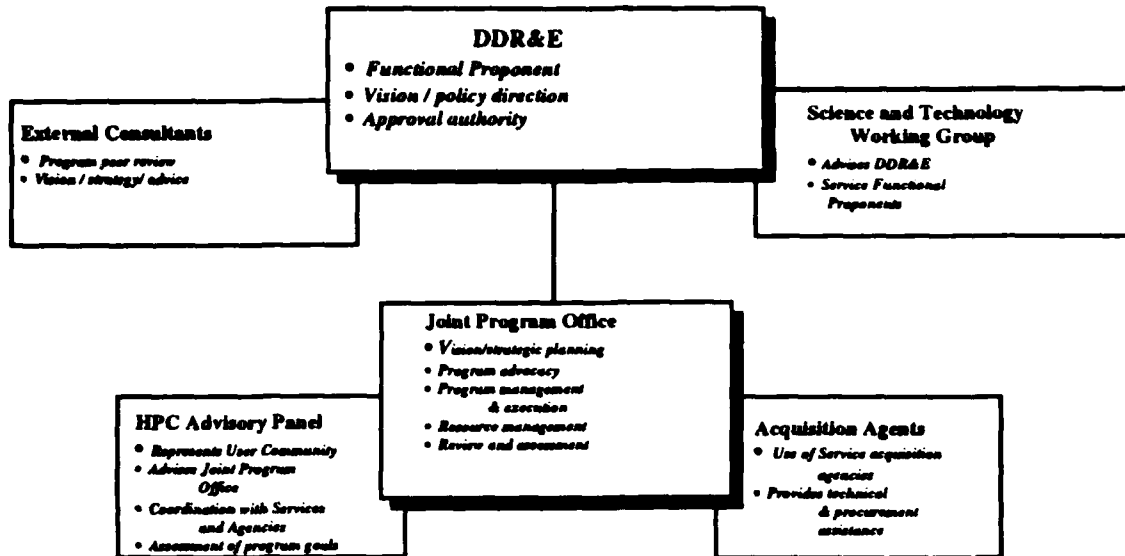 DDR&E
• Functional Proponent
• Vision / policy direction
• Approval authority
External Consultants
• Program peer review
• Vision / strategy/ advice
Science and Technology
Working Group
• Advises DDR&E
• Service Functional
Proponents
Joint Program Office
• Vision/strategic planning
• Program advocacy
• Program management
& execution
• Resource management
• Review and assessment
HPC Advisory Panel
• Represents User Community
• Advises Joint Program
Office
• Coordination with Services
and Agencies
• Assessment of program goals
Acquisition Agents
• Use of Service acquisition
agencies
• Provides technical
& procurement
assistance